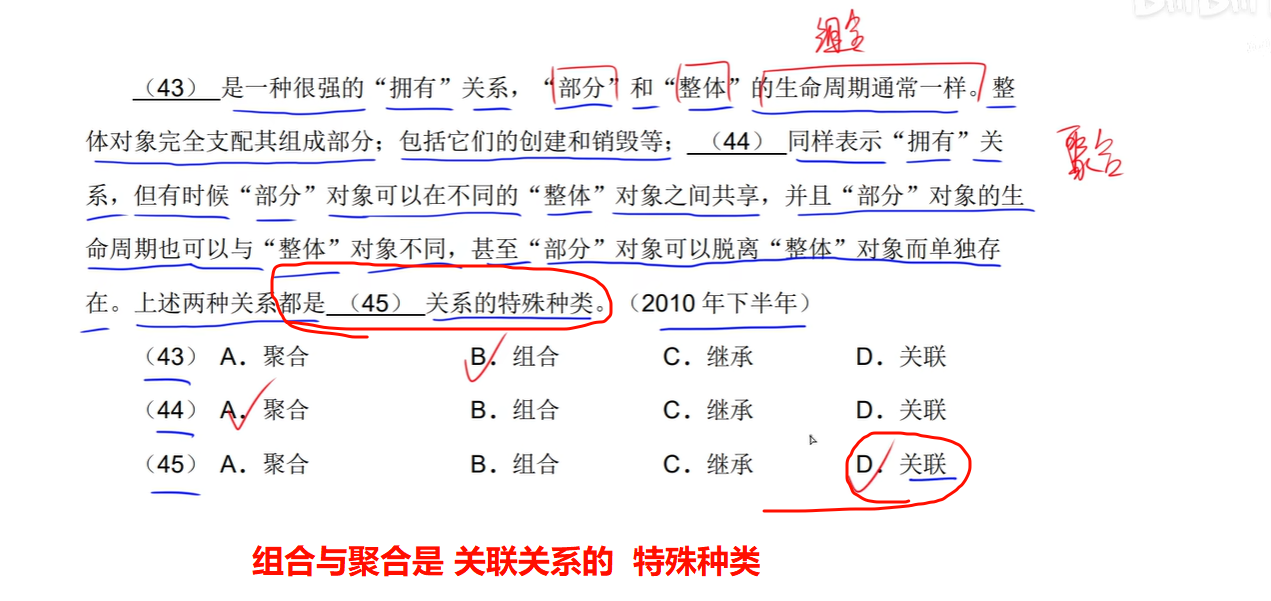 组合
（43）是一种很强的“拥有”关系，“部分”和“整体”的生命周期通常一样。整
体对象完全支配其组成部分；包括它们的创建和销毁等；（44）同样表示“拥有”关
聚合
系，但有时候“部分”对象可以在不同的“整体”对象之间共享，并且“部分”对象的生
命周期也可以与“整体”对象不同，甚至“部分”对象可以脱离“整体”对象而单独存
在。上述两种关系都是（45）关系的特殊种类。（2010 年下半年）
（43） A．聚合 B．组合 C．继承 D．关联
（44） A．聚合 B．组合 C．继承 D．关联
（45） A．聚合 B．组合 C．继承 D．关联
组合与聚合是 关联关系的 特殊种类